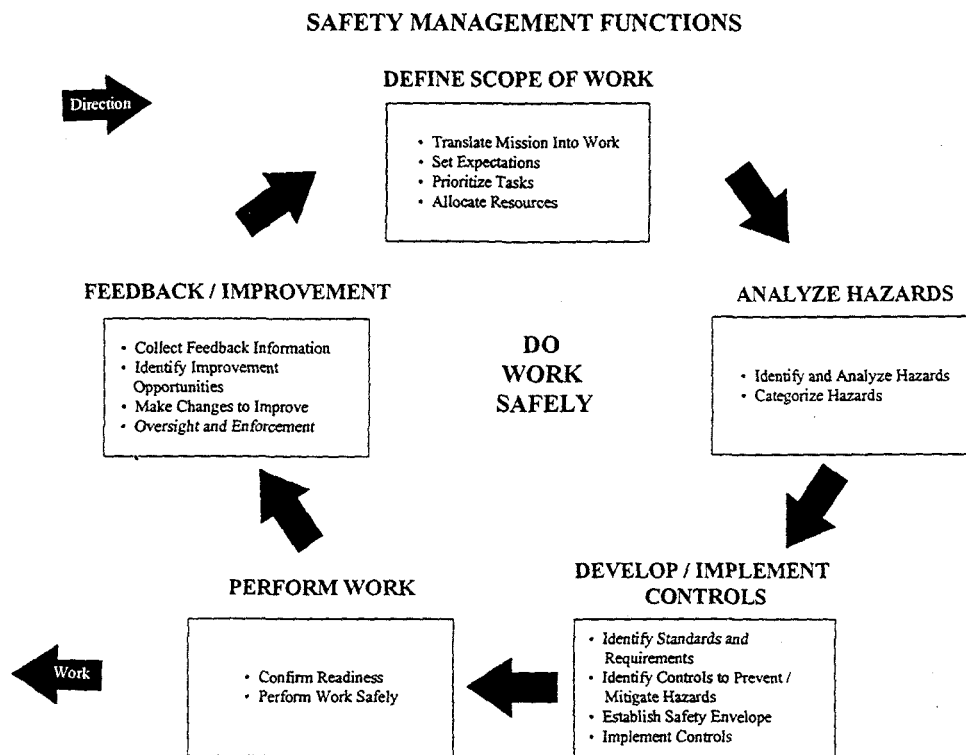 SAFETY MANAGEMENT FUNCTIONS
DEFINE SCOPE OF WORK
Direction
• Translate Mission Into Work
• Set Expectations
• Prioritize Tasks
• Allocate Resources
FEEDBACK / IMPROVEMENT
• Collect Feedback Information
• Identify Improvement
Opportunities
• Make Changes to Improve
• Oversight and Enforcement
DO
WORK
SAFELY
ANALYZE HAZARDS
• Identify and Analyze Hazards
• Categorize Hazards
DEVELOP / IMPLEMENT
CONTROLS
• Identify Standards and
Requirements
• Identify Controls to Prevent /
Mitigate Hazards
• Establish Safety Envelope
• Implement Controls
PERFORM WORK
• Confirm Readiness
• Perform Work Safely
Work